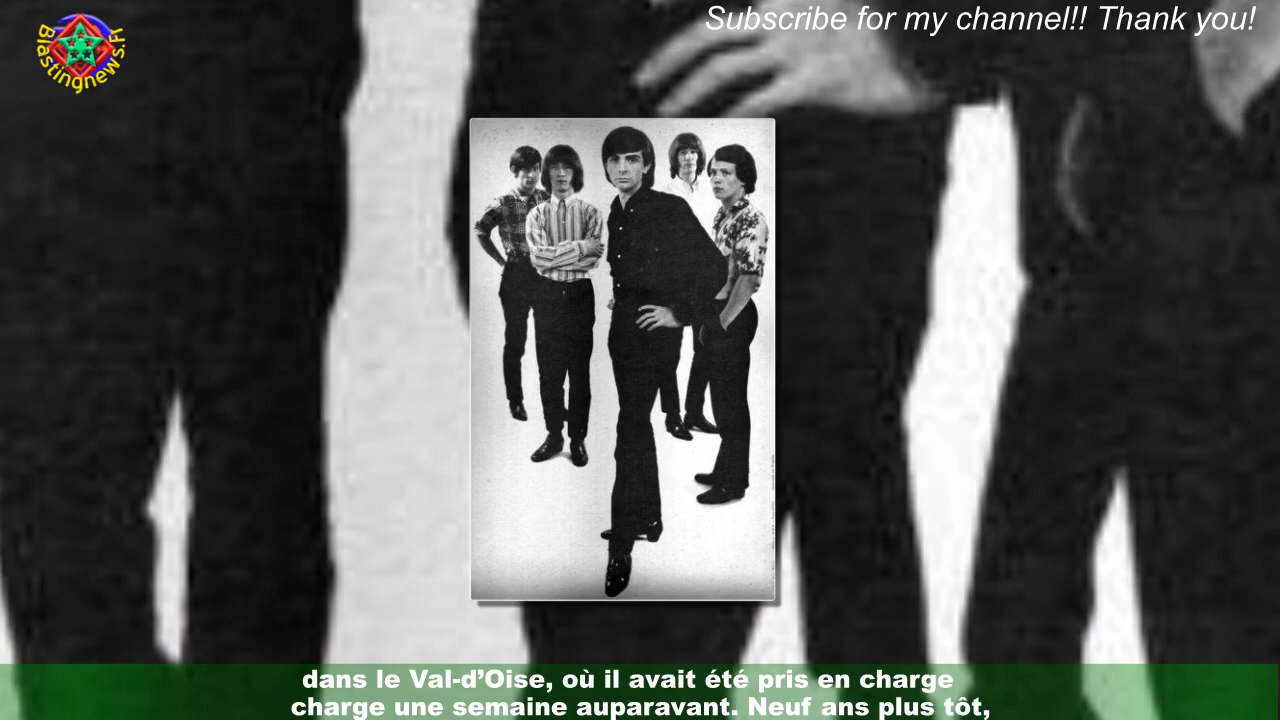 Subscribe for my channel!! Thank you!
Blastingnews.Fr
dans le Val-d’Oise, où il avait été pris en charge
charge une semaine auparavant. Neuf ans plus tôt,